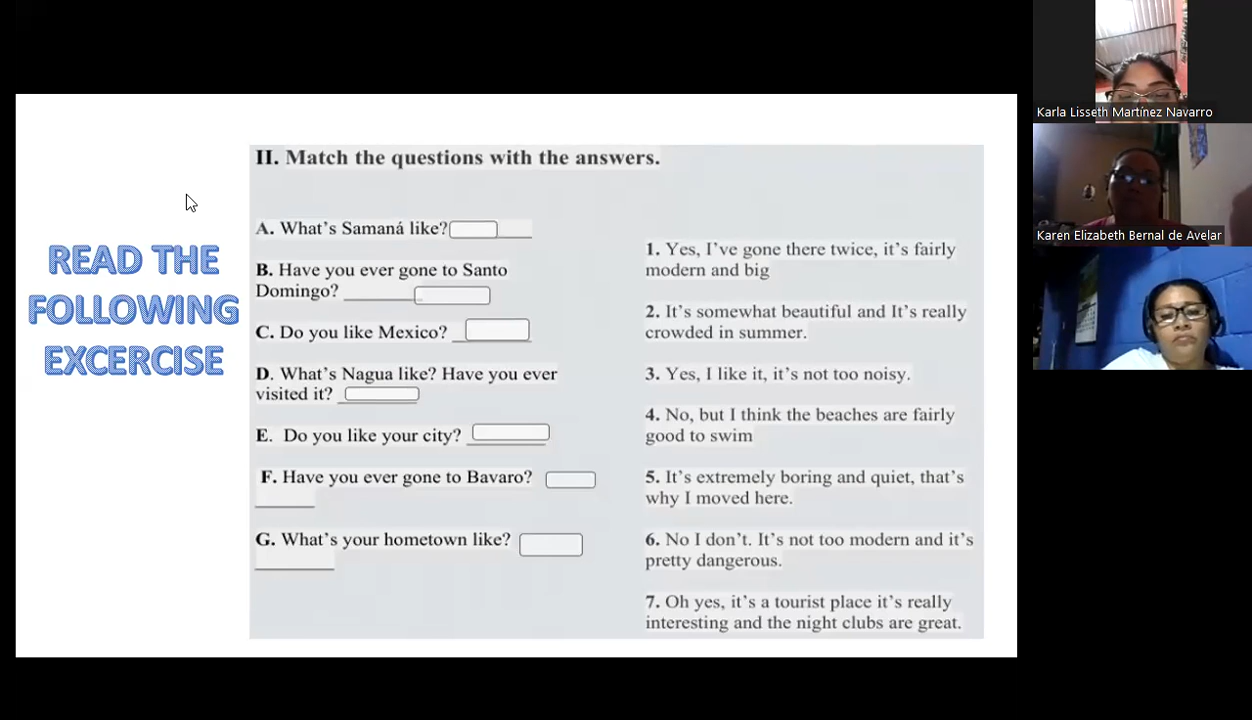 READ THE
FOLLOWING
EXCERCISE
II. Match the questions with the answers.
A. What's Samaná like?
B. Have you ever gone to Santo
Domingo?
C. Do you like Mexico?
D. What's Nagua like? Have you ever
visited it?
E. Do you like your city?
F. Have you ever gone to Bavaro?
G. What's your hometown like?
1. Yes, I've gone there twice, it's fairly
modern and big
2. It's somewhat beautiful and It's really
crowded in summer.
3. Yes, I like it, it's not too noisy.
4. No, but I think the beaches are fairly
good to swim
5. It's extremely boring and quiet, that's
why I moved here.
6. No I don't. It's not too modern and it's
pretty dangerous.
7. Oh yes, it's a tourist place it's really
interesting and the night clubs are great.
Karla Lisseth Martínez Navarro
Karen Elizabeth Bernal de Avelar